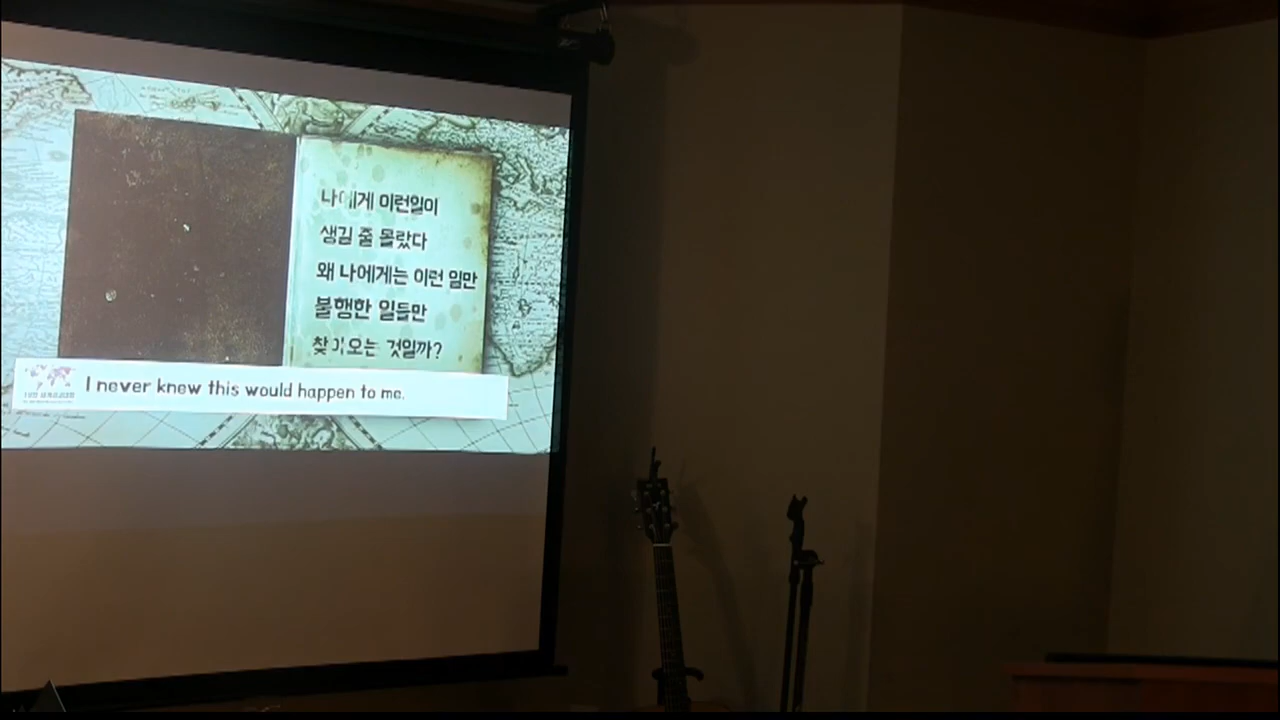 나에게 이런일이
생길 줄 몰랐다
왜 나에게는 이런 일만
불행한 일들만
찾아오는 것일까?
I never knew this would happen to me.